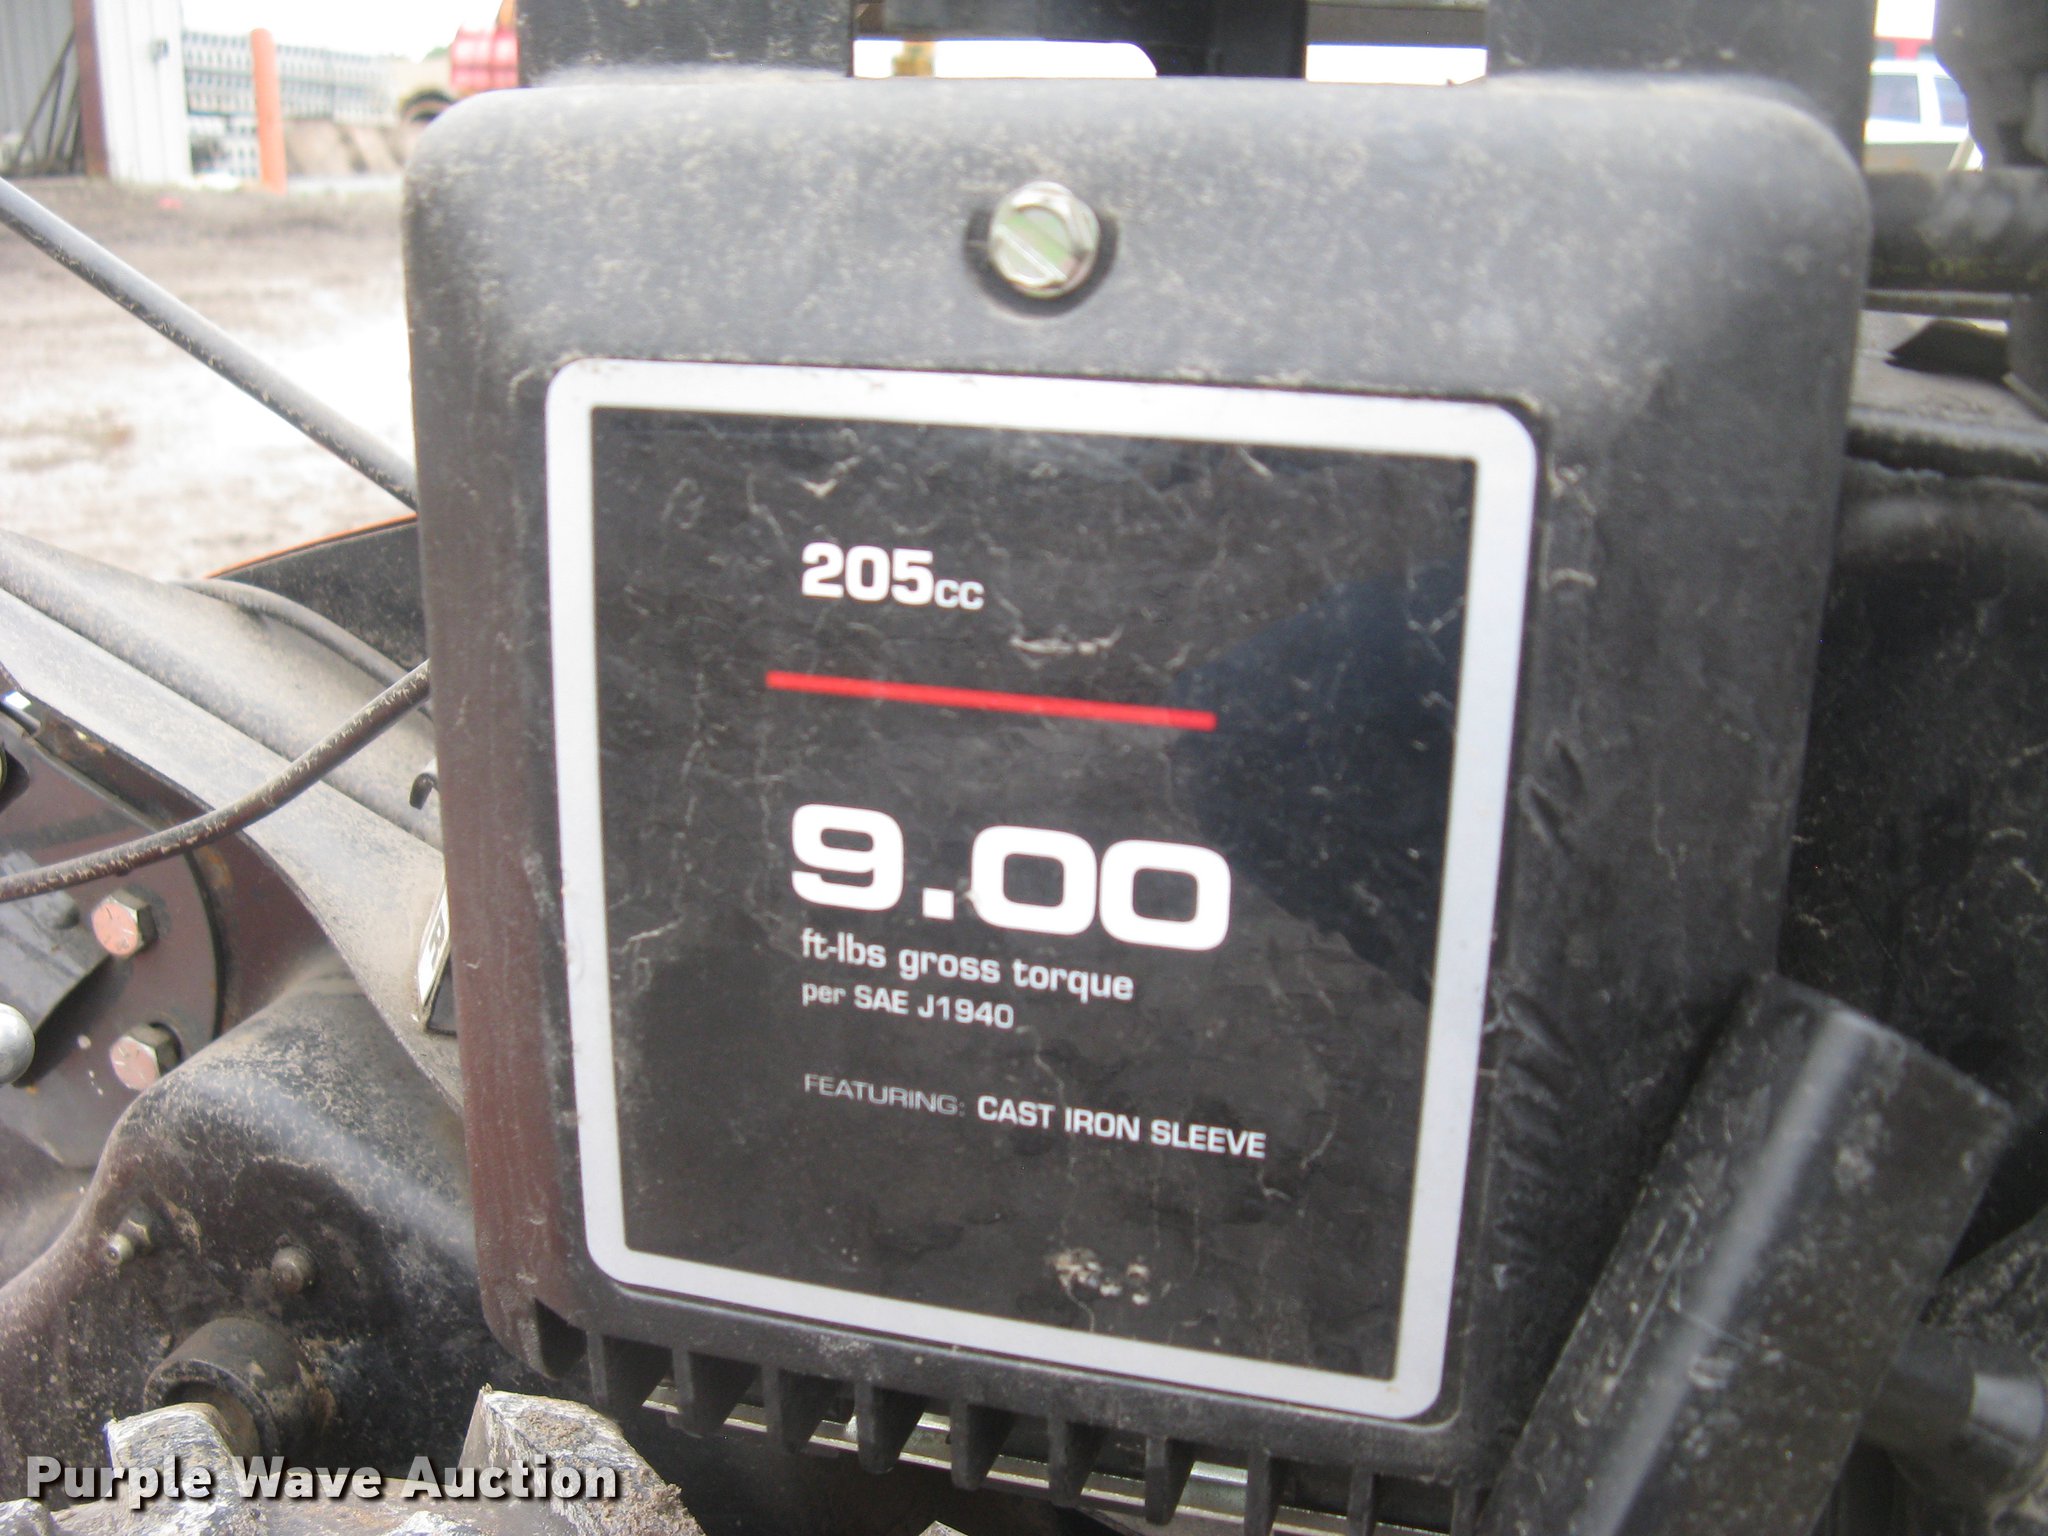 205cc
9.00
ft-lbs gross torque
per SAE J1940
FEATURING: CAST IRON SLEEVE
Purple Wave Auction